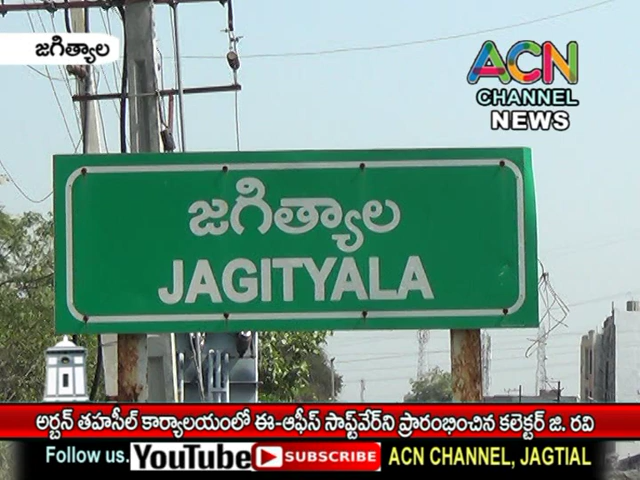 జగిత్యాల
ACN
CHANNEL
NEWS
జగిత్యాల
JAGITYALA
అర్బన్ తహసీల్ కార్యాలయంలో ఈ-ఆఫీస్ సాఫ్ట్‌వేర్‌ని ప్రారంభించిన కలెక్టర్ జి. రవి
Follow us. YouTube SUBSCRIBE ACN CHANNEL, JAGTIAL